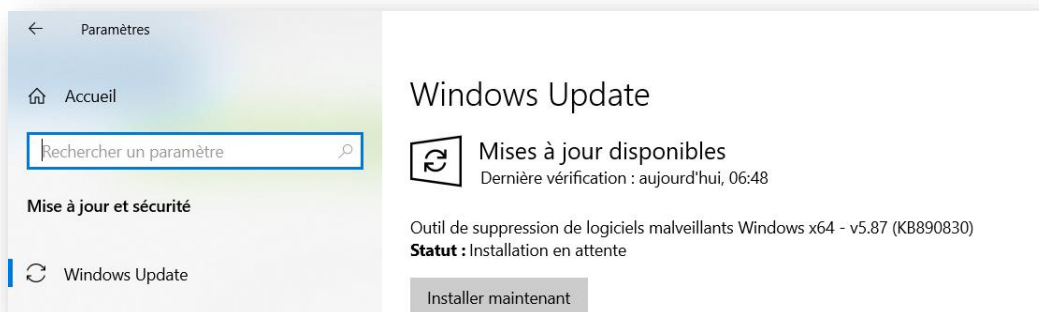 Paramètres
Accueil
Rechercher un paramètre
Mise à jour et sécurité
Windows Update
Windows Update
Mises à jour disponibles
Dernière vérification : aujourd'hui, 06:48
Outil de suppression de logiciels malveillants Windows x64 - v5.87 (KB890830)
Statut : Installation en attente
Installer maintenant